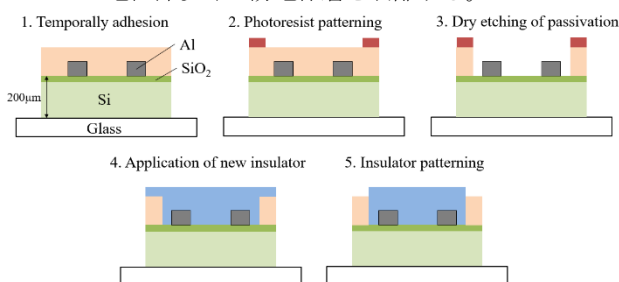 1. Temporally adhesion
2. Photoresist patterning
3. Dry etching of passivation
Al
SiO2
200μm
Si
Glass
4. Application of new insulator
5. Insulator patterning